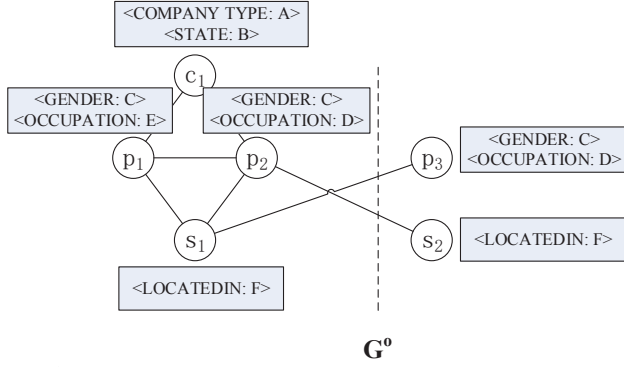 <COMPANY TYPE: A>
<STATE: B>
c1
<GENDER: C>
<OCCUPATION: E>
<GENDER: C>
<OCCUPATION: D>
p1
p2
p3
<GENDER: C>
<OCCUPATION: D>
s1
s2
<LOCATEDIN: F>
<LOCATEDIN: F>
G^o